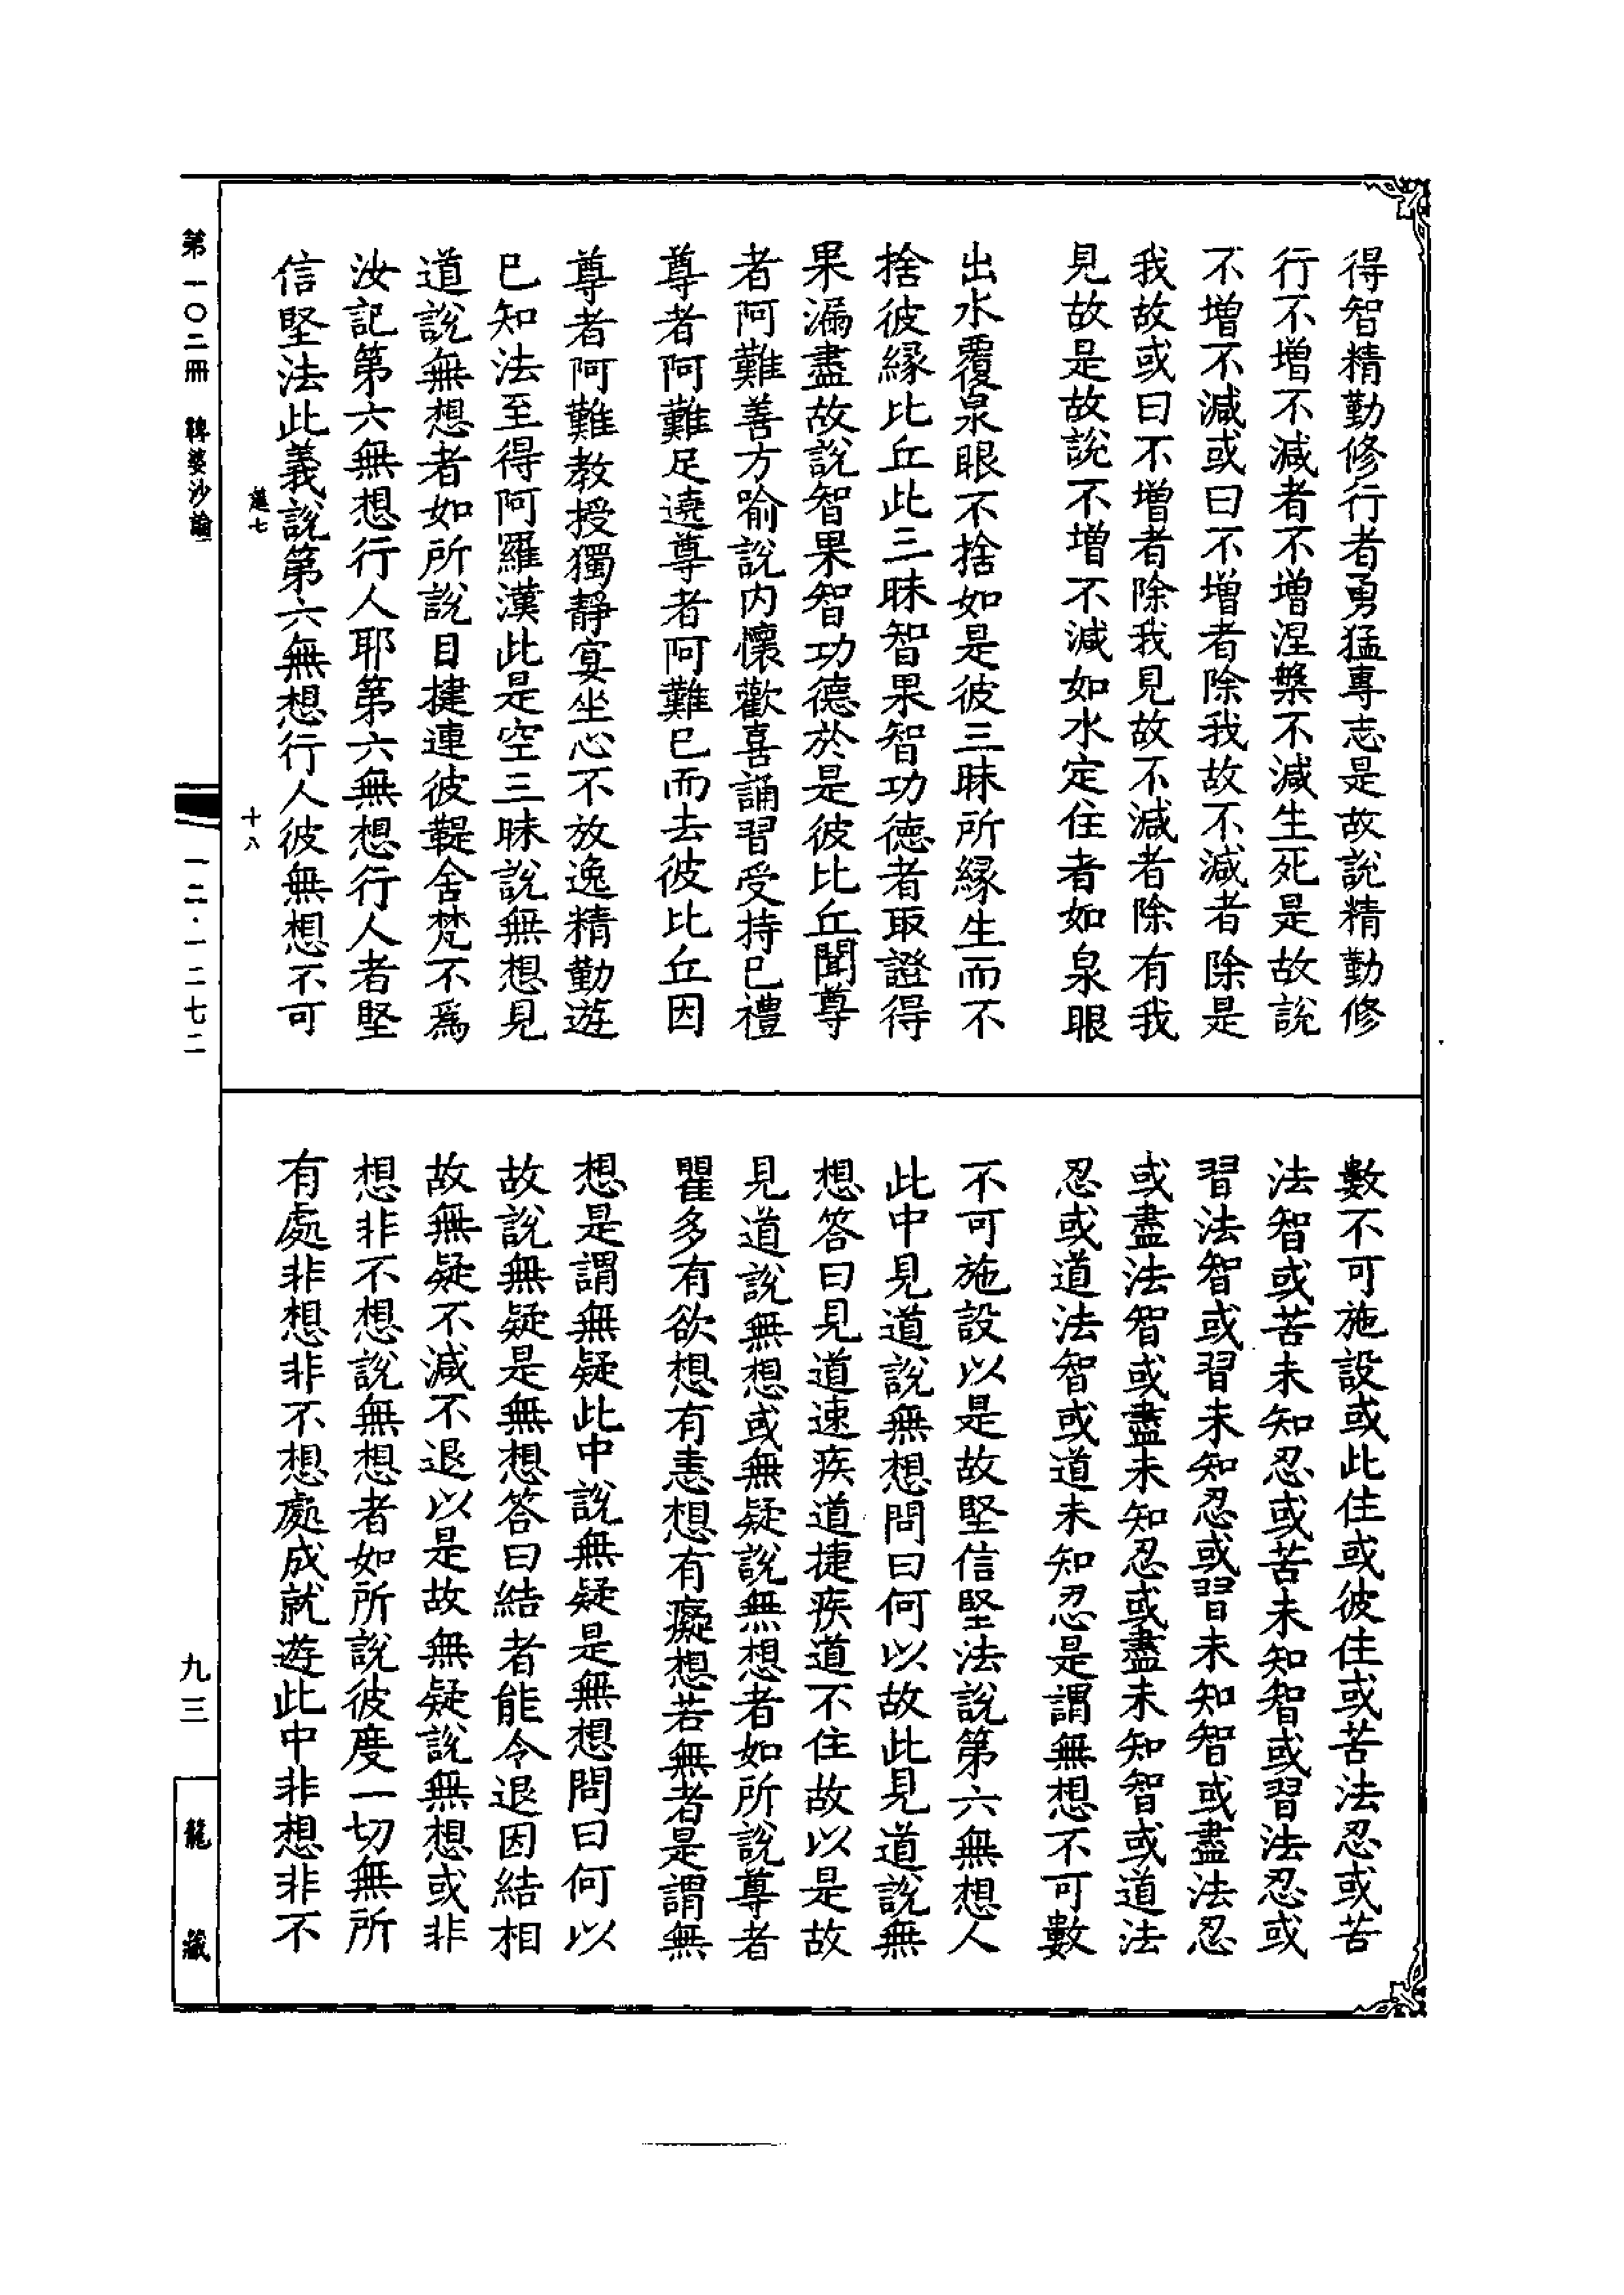 得智精勤修行者勇猛專志是故說精勤修
行不增不減者不增涅槃不減生死是故說
不增不減或曰不增者除我故不減者除是
我故或曰不增者除我見故不減者除有我
見故是故說不增不減如水定住者如泉眼
出水覆泉眼不捨如是彼三昧所緣生而不
捨彼緣比丘此三昧智果智功德者取證得
果漏盡故說智果智功德於是彼比丘聞尊
者阿難善方喻說內懷歡喜誦習受持已禮
尊者阿難足遶尊者阿難已而去彼比丘因
尊者阿難教授獨靜宴坐心不放逸精勤遊
已知法至得阿羅漢此是空三昧說無想見
道說無想者如所說目揵連彼鞮舍梵不爲
汝記第六無想行人耶第六無想行人者堅
信堅法此義說第六無想行人彼無想不可
數不可施設或此住或彼住或苦法忍或苦
法智或苦未知忍或苦未知智或習法忍或
習法智或習未知忍或習未知智或盡法忍
或盡法智或盡未知忍或盡未知智或道法
忍或道法智或道未知忍是謂無想不可數
不可施設以是故堅信堅法說第六無想人
此中見道說無想問曰何以故此見道說無
想答曰見道速疾道捷疾道不住故以是故
見道說無想或無疑說無想者如所說尊者
瞿多有欲想有恚想有癡想若無者是謂無
想是謂無疑此中說無疑是無想問曰何以
故說無疑是無想答曰結者能令退因結相
故無疑不減不退以是故無疑說無想或非
想非不想說無想者如所說彼度一切無所
有處非想非不想處成就遊此中非想非不
第一〇二冊 鞞婆沙論
十八
一二·一二七二
九三
龍藏